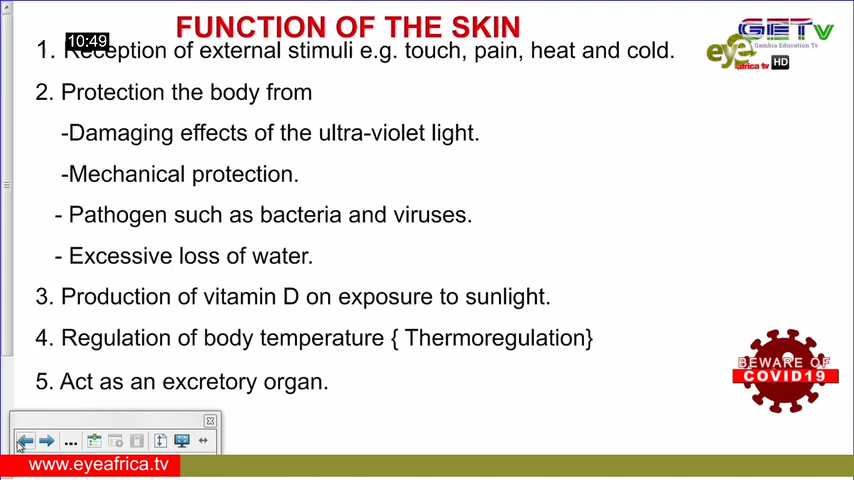 FUNCTION OF THE SKIN
10:49
1. Reception of external stimuli e.g. touch, pain, heat and cold.
GETv
Gambia Education Tv
eye
africa tv HD
2. Protection the body from
-Damaging effects of the ultra-violet light.
-Mechanical protection.
- Pathogen such as bacteria and viruses.
- Excessive loss of water.
3. Production of vitamin D on exposure to sunlight.
4. Regulation of body temperature { Thermoregulation}
BEWARE OF
COVID19
5. Act as an excretory organ.
www.eyeafrica.tv